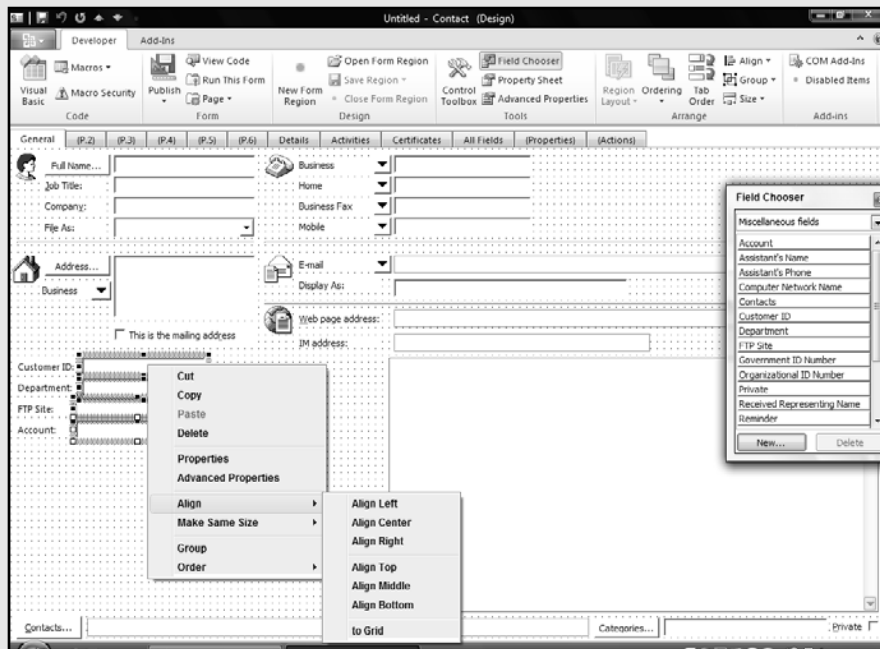 Untitled - Contact (Design)
Developer Add-Ins
Visual Basic
Macros
Macro Security
Code
Publish
View Code
Run This Form
Page
Form
New Form Region
Open Form Region
Save Region
Close Form Region
Design
Control Toolbox
Field Chooser
Property Sheet
Advanced Properties
Tools
Region Layout
Ordering
Tab Order
Align
Group
Size
Arrange
COM Add-Ins
Disabled Items
Add-ins
General (P.2) (P.3) (P.4) (P.5) (P.6) Details Activities Certificates All Fields (Properties) (Actions)
Full Name...
Job Title:
Company:
File As:
Business
Home
Business Fax
Mobile
Address...
Business
This is the mailing address
E-mail
Display As:
Web page address:
IM address:
Customer ID:
Department:
FTP Site:
Account:
Cut
Copy
Paste
Delete
Properties
Advanced Properties
Align
Make Same Size
Group
Order
Align Left
Align Center
Align Right
Align Top
Align Middle
Align Bottom
to Grid
Field Chooser
Miscellaneous fields
Account
Assistant's Name
Assistant's Phone
Computer Network Name
Contacts
Customer ID
Department
FTP Site
Government ID Number
Organizational ID Number
Private
Received Representing Name
Reminder
New... Delete
Contacts... Categories... Private